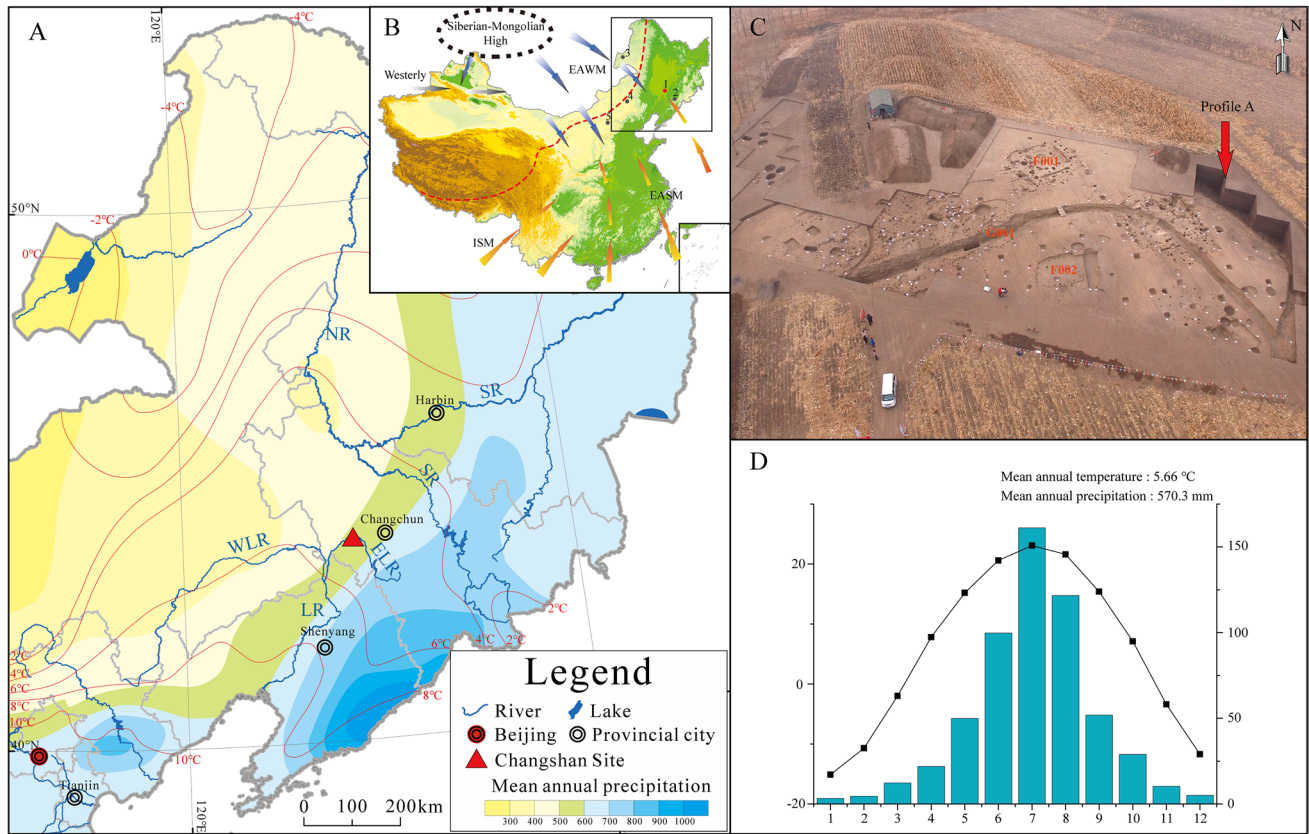 A
120°E
-4℃
-4℃
50°N
-2℃
0℃
NR
Harbin
SR
SR
Changchun
WLR
ELR
LR
Shenyang
2℃
4℃
2℃
6℃
8℃
2℃
4℃
6℃
8℃
10℃
40°N
10℃
Tianjin
120°E
0 100 200km
Legend
River
Lake
Beijing
Provincial city
Changshan Site
Mean annual precipitation
300 400 500 600 700 800 900 1000
B
Siberian-Mongolian
High
Westerly
EAWM
3
1
2
4
5
EASM
ISM
C
N
Profile A
F001
G001
F002
D
Mean annual temperature : 5.66 ℃
Mean annual precipitation : 570.3 mm
20
0
-20
150
100
50
0
1 2 3 4 5 6 7 8 9 10 11 12